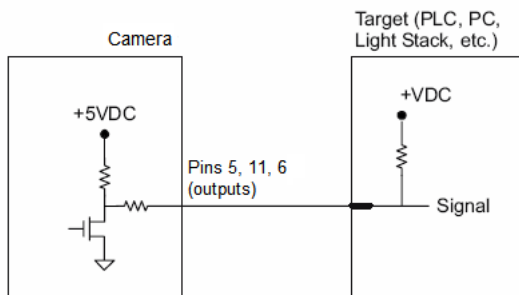 Camera
Target (PLC, PC,
Light Stack, etc.)
+5VDC
+VDC
Pins 5, 11, 6
(outputs)
Signal